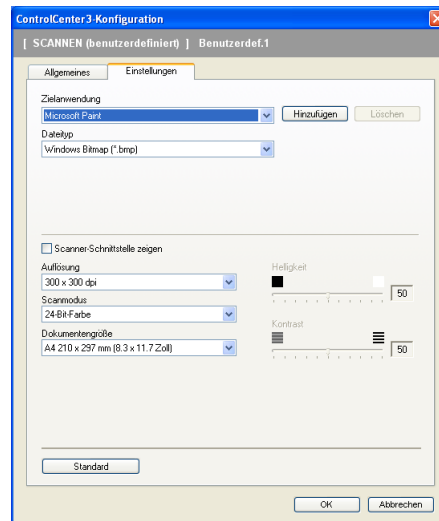 ControlCenter3-Konfiguration
[ SCANNEN (benutzerdefiniert) ] Benutzerdef.1
Allgemeines Einstellungen
Zielanwendung
Microsoft Paint Hinzufügen Löschen
Dateityp
Windows Bitmap (*.bmp)
Scanner-Schnittstelle zeigen
Auflösung Helligkeit
300 x 300 dpi 50
Scanmodus
24-Bit-Farbe
Kontrast
Dokumentengröße
A4 210 x 297 mm (8.3 x 11.7 Zoll) 50
Standard
OK Abbrechen